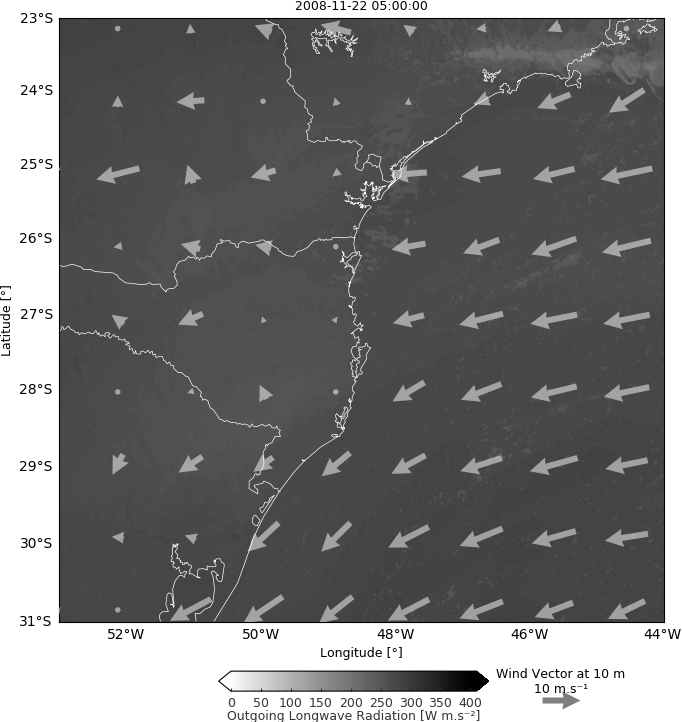 2008-11-22 05:00:00
23°S
24°S
25°S
26°S
27°S
28°S
29°S
30°S
31°S
Latitude [°]
52°W 50°W 48°W 46°W 44°W
Longitude [°]
0 50 100 150 200 250 300 350 400
Outgoing Longwave Radiation [W m.s⁻²]
Wind Vector at 10 m
10 m.s⁻¹